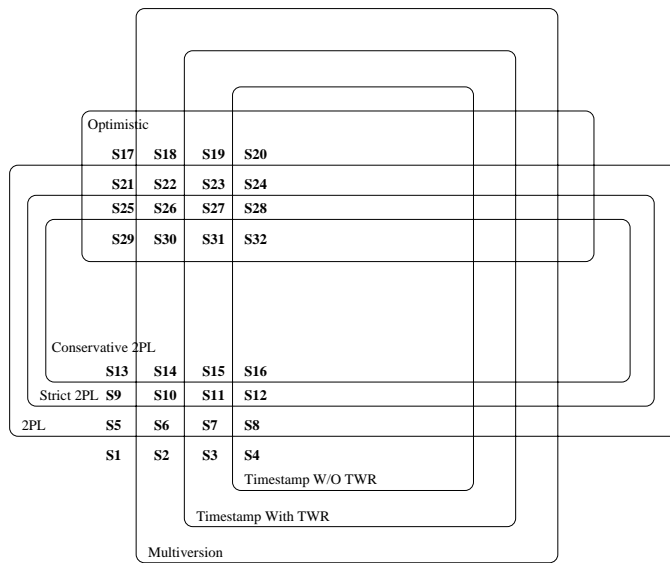 Optimistic
S17 S18 S19 S20
S21 S22 S23 S24
S25 S26 S27 S28
S29 S30 S31 S32
Conservative 2PL
S13 S14 S15 S16
Strict 2PL S9 S10 S11 S12
2PL S5 S6 S7 S8
S1 S2 S3 S4
Timestamp W/O TWR
Timestamp With TWR
Multiversion